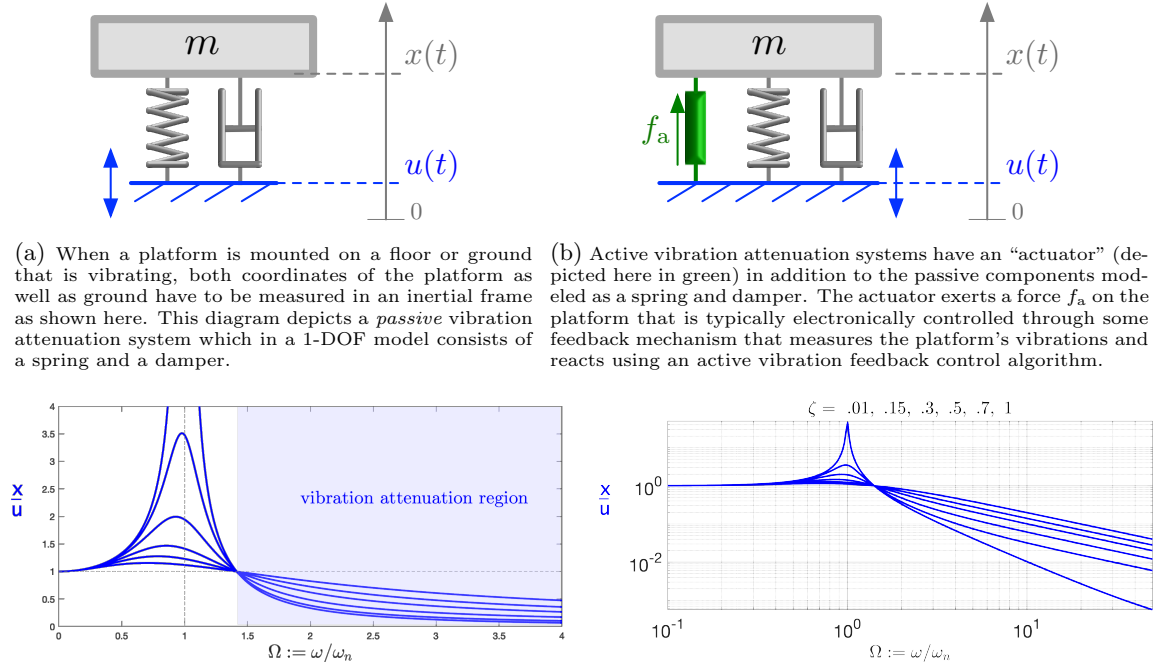 m
x(t)
u(t)
0
m
x(t)
f_a
u(t)
0
(a) When a platform is mounted on a floor or ground
that is vibrating, both coordinates of the platform as
well as ground have to be measured in an inertial frame
as shown here. This diagram depicts a passive vibration
attenuation system which in a 1-DOF model consists of
a spring and a damper.
(b) Active vibration attenuation systems have an “actuator” (de-
picted here in green) in addition to the passive components mod-
eled as a spring and damper. The actuator exerts a force f_a on the
platform that is typically electronically controlled through some
feedback mechanism that measures the platform’s vibrations and
reacts using an active vibration feedback control algorithm.
4
3.5
3
2.5
2
1.5
1
0.5
0
x/u
vibration attenuation region
0 0.5 1 1.5 2 2.5 3 3.5 4
Ω := ω/ω_n
ζ = .01, .15, .3, .5, .7, 1
10^0
x/u
10^-2
10^-1 10^0 10^1
Ω := ω/ω_n